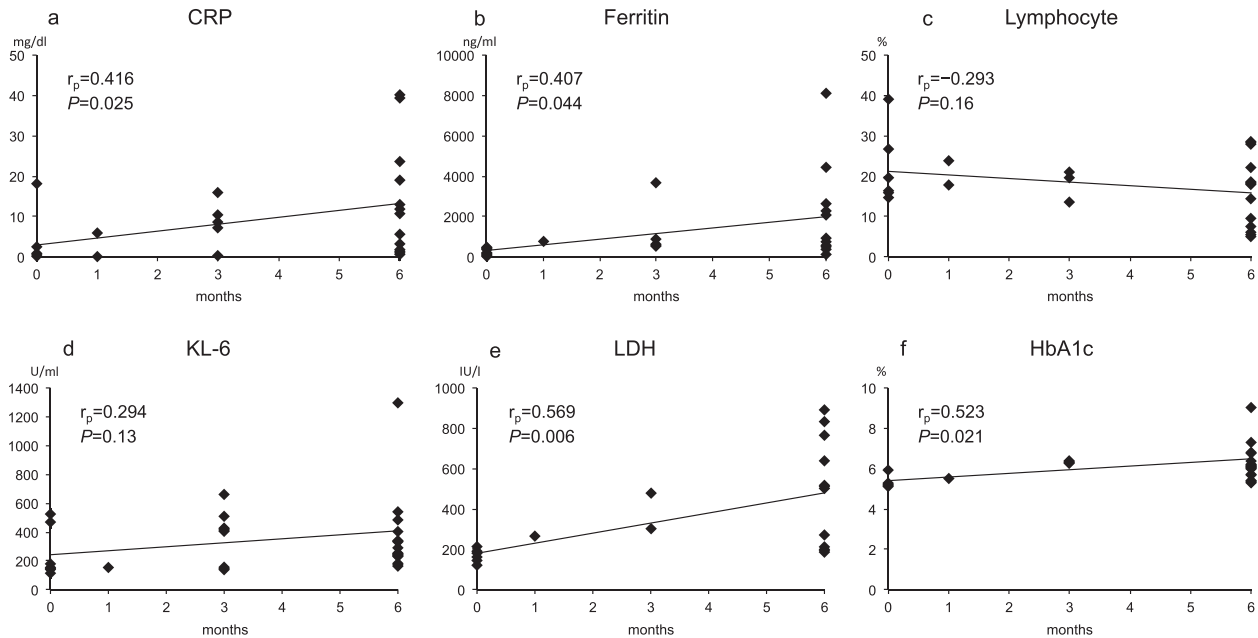 a CRP
mg/dl
50
40
30
20
10
0
rp=0.416
P=0.025
0 1 2 3 4 5 6
months
b Ferritin
ng/ml
10000
8000
6000
4000
2000
0
rp=0.407
P=0.044
0 1 2 3 4 5 6
months
c Lymphocyte
%
50
40
30
20
10
0
rp=−0.293
P=0.16
0 1 2 3 4 5 6
months
d KL-6
U/ml
1400
1200
1000
800
600
400
200
0
rp=0.294
P=0.13
0 1 2 3 4 5 6
months
e LDH
IU/l
1000
800
600
400
200
0
rp=0.569
P=0.006
0 1 2 3 4 5 6
months
f HbA1c
%
10
8
6
4
2
0
rp=0.523
P=0.021
0 1 2 3 4 5 6
months